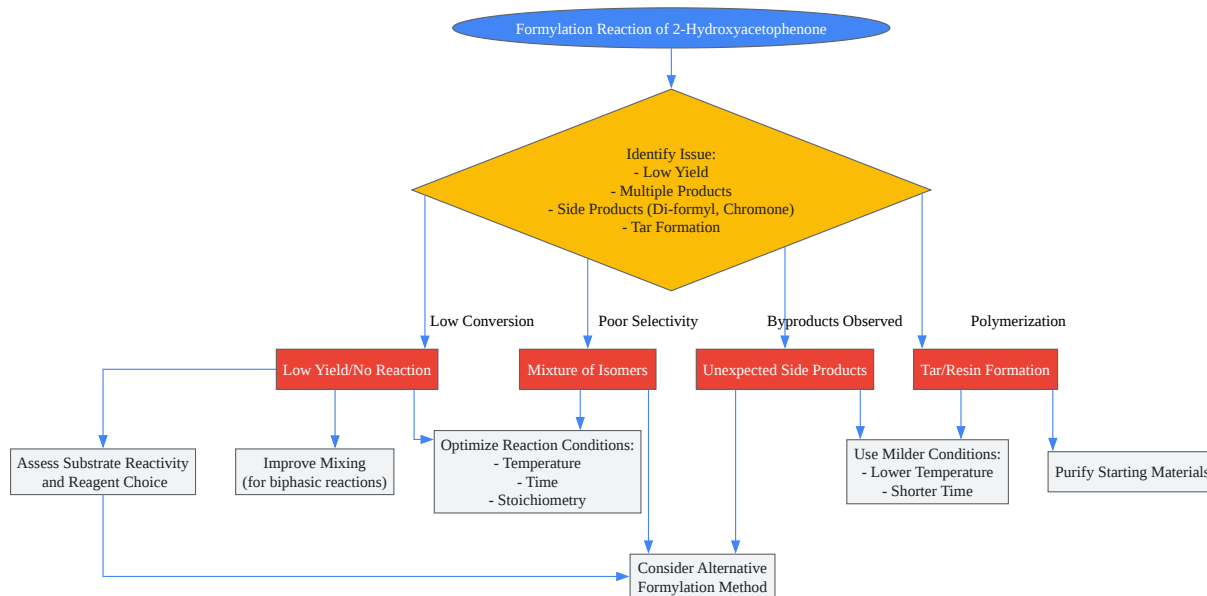 Formylation Reaction of 2-Hydroxyacetophenone
Identify Issue:
- Low Yield
- Multiple Products
- Side Products (Di-formyl, Chromone)
- Tar Formation
Low Conversion
Poor Selectivity
Byproducts Observed
Polymerization
Low Yield/No Reaction
Mixture of Isomers
Unexpected Side Products
Tar/Resin Formation
Assess Substrate Reactivity
and Reagent Choice
Improve Mixing
(for biphasic reactions)
Optimize Reaction Conditions:
- Temperature
- Time
- Stoichiometry
Use Milder Conditions:
- Lower Temperature
- Shorter Time
Purify Starting Materials
Consider Alternative
Formylation Method